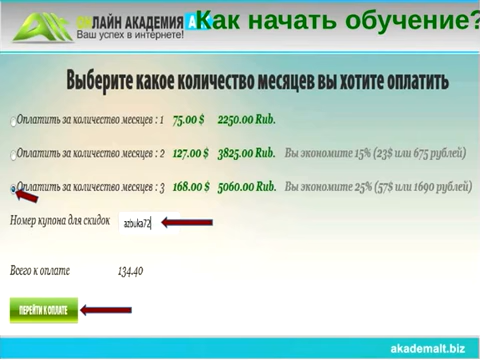 ОНЛАЙН АКАДЕМИЯ
Ваш успех в интернете!
Как начать обучение?
Выберите какое количество месяцев вы хотите оплатить
Оплатить за количество месяцев : 1 75.00 $ 2250.00 Rub.
Оплатить за количество месяцев : 2 127.00 $ 3825.00 Rub. Вы экономите 15% (23$ или 675 рублей)
Оплатить за количество месяцев : 3 168.00 $ 5060.00 Rub. Вы экономите 25% (57$ или 1690 рублей)
Номер купона для скидок azbuka72
Всего к оплате 134.40
ПЕРЕЙТИ К ОПЛАТЕ
akademalt.biz